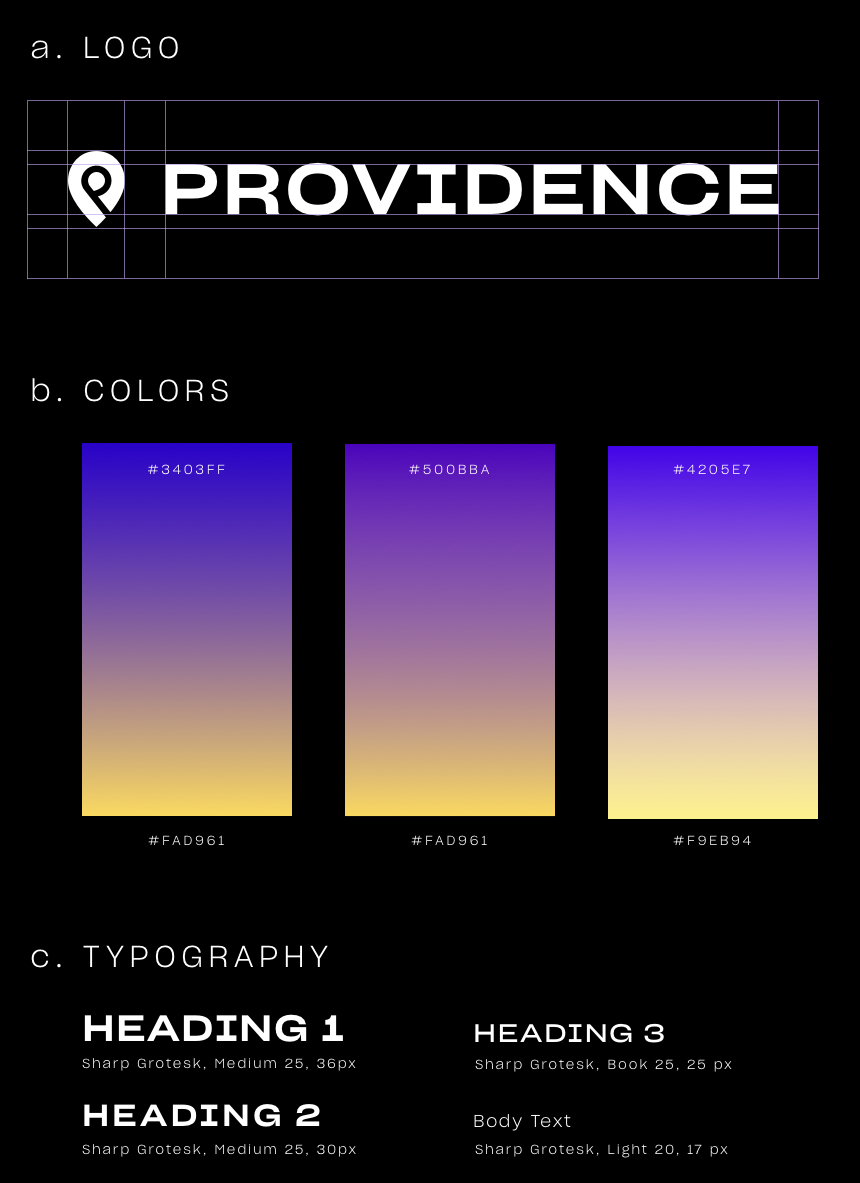 a. LOGO
PROVIDENCE
b. COLORS
#3403FF #500BBA #4205E7
#FAD961 #FAD961 #F9EB94
c. TYPOGRAPHY
HEADING 1
Sharp Grotesk, Medium 25, 36px
HEADING 3
Sharp Grotesk, Book 25, 25 px
HEADING 2
Sharp Grotesk, Medium 25, 30px
Body Text
Sharp Grotesk, Light 20, 17 px